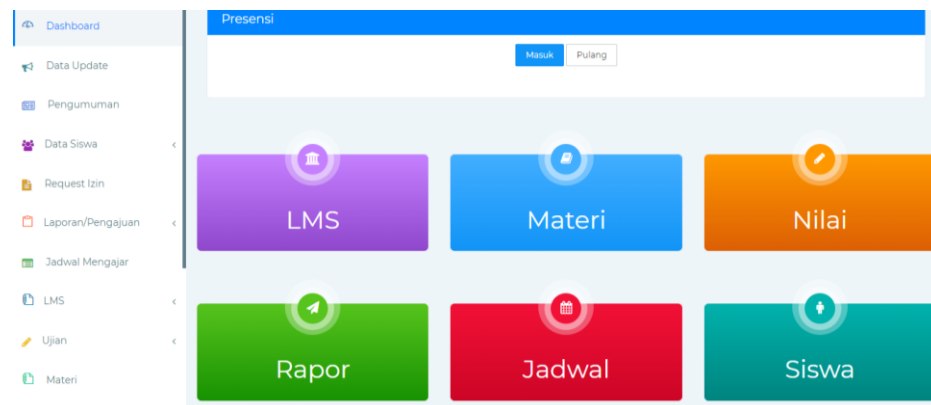 Dashboard
Data Update
Pengumuman
Data Siswa
Request Izin
Laporan/Pengajuan
Jadwal Mengajar
LMS
Ujian
Materi
Presensi
Masuk Pulang
LMS Materi Nilai
Rapor Jadwal Siswa